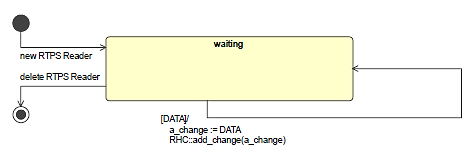 waiting
new RTPS Reader
delete RTPS Reader
[DATA]/
a_change := DATA
RHC::add_change(a_change)